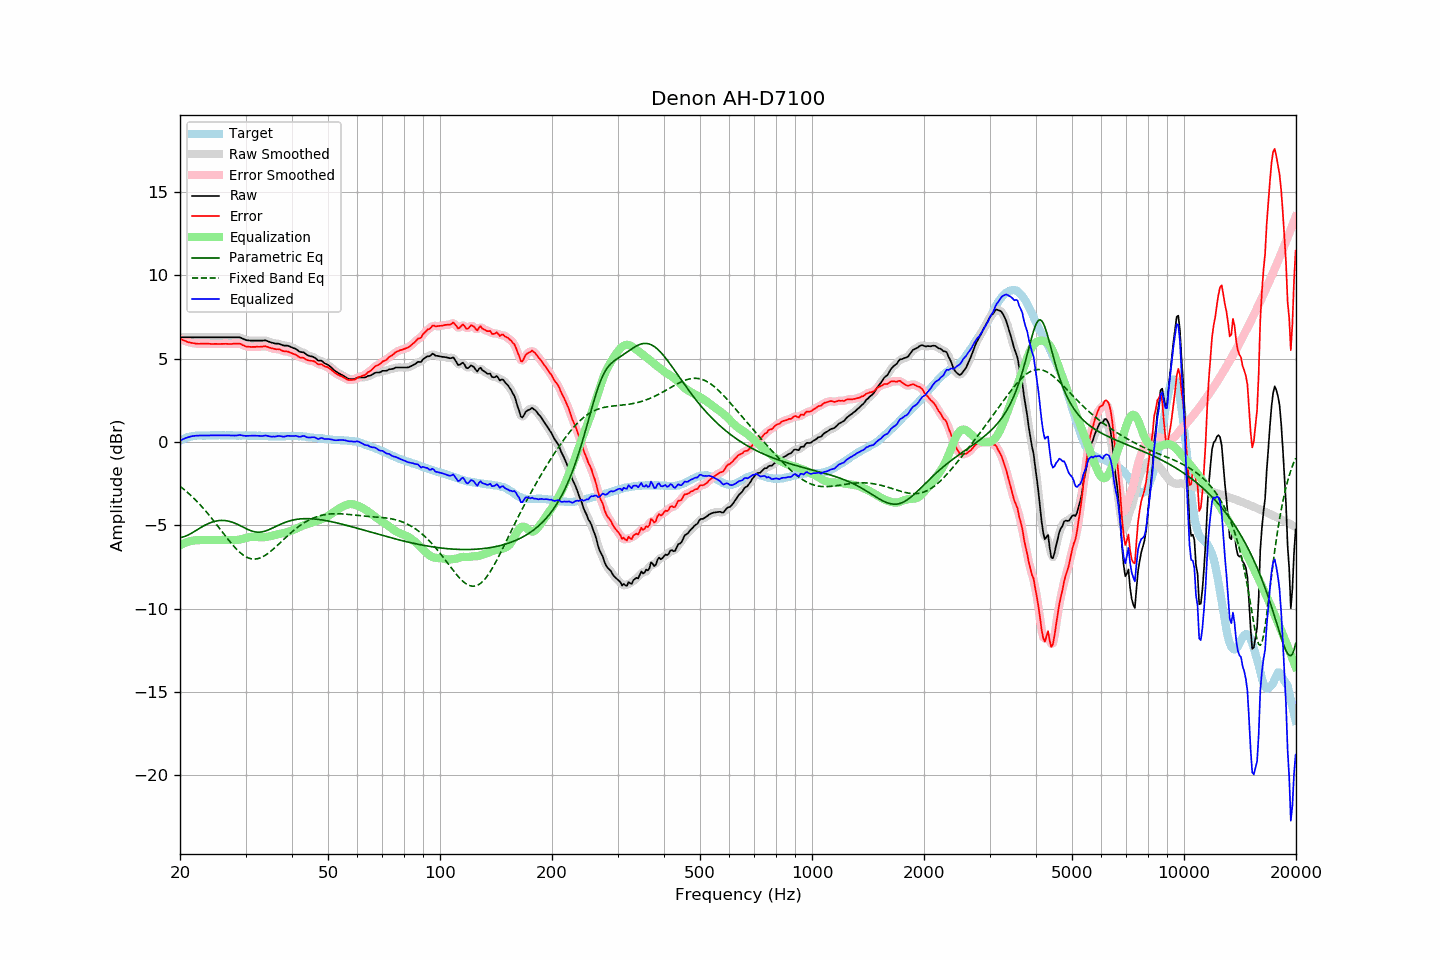 Denon AH-D7100
Target
Raw Smoothed
Error Smoothed
Raw
Error
Equalization
Parametric Eq
Fixed Band Eq
Equalized
15
10
5
0
−5
−10
−15
−20
Amplitude (dBr)
20 50 100 200 500 1000 2000 5000 10000 20000
Frequency (Hz)